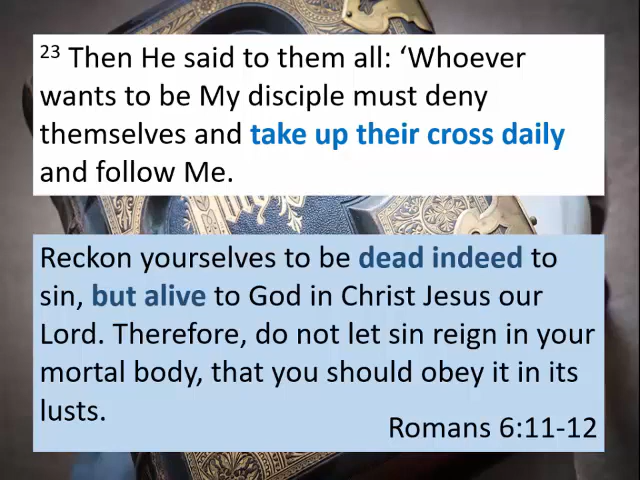 23 Then He said to them all: ‘Whoever
wants to be My disciple must deny
themselves and take up their cross daily
and follow Me.
Reckon yourselves to be dead indeed to
sin, but alive to God in Christ Jesus our
Lord. Therefore, do not let sin reign in your
mortal body, that you should obey it in its
lusts.
Romans 6:11-12